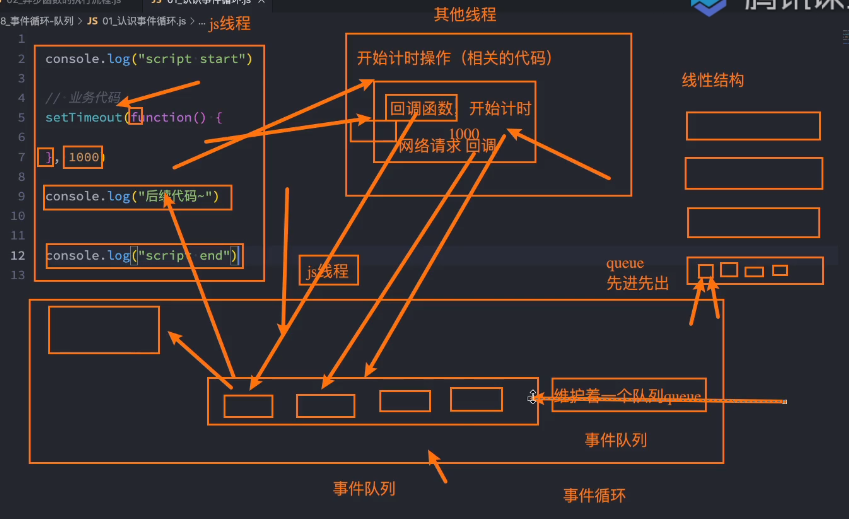 js线程
其他线程
腾讯课
8_事件循环-队列 > JS 01_认识事件循环.js > ...
1
2 console.log("script start")
3
4 // 业务代码
5 setTimeout(function() {
6
7 }, 1000)
8
9 console.log("后续代码~")
10
11
12 console.log("script end")
13
开始计时操作（相关的代码）
回调函数, 开始计时
1000
网络请求 回调
线性结构
queue
先进先出
js线程
维护着一个队列queue
事件队列
事件队列
事件循环